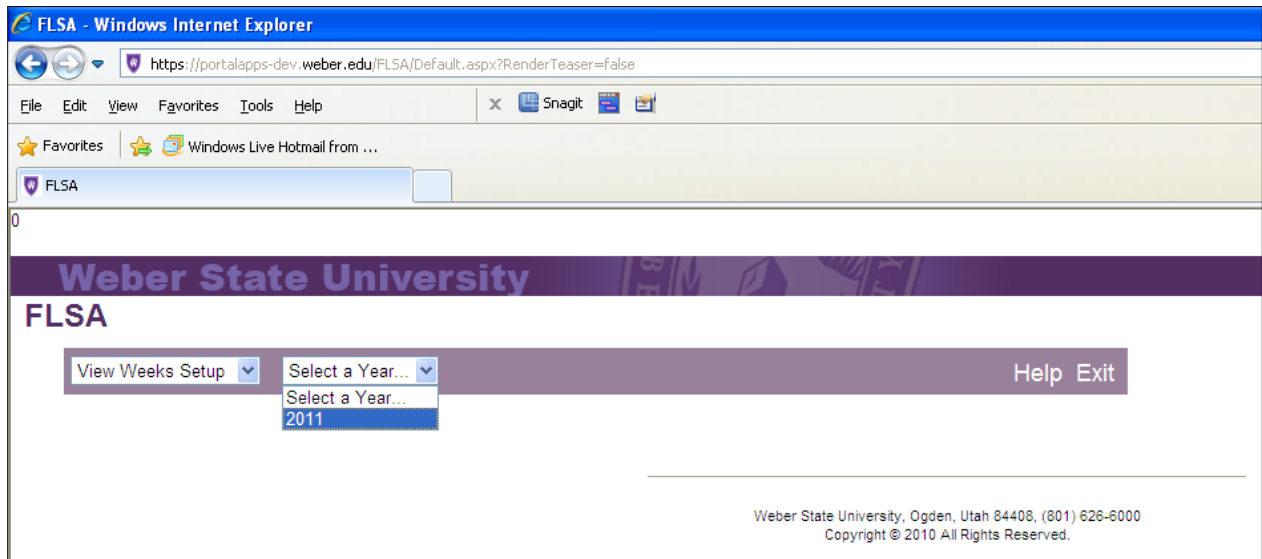 FLSA - Windows Internet Explorer
https://portalapps-dev.weber.edu/FLSA/Default.aspx?RenderTeaser=false
File Edit View Favorites Tools Help x Snagit
Favorites Windows Live Hotmail from ...
FLSA
0
Weber State University
FLSA
View Weeks Setup Select a Year... Help Exit
Select a Year...
2011
Weber State University, Ogden, Utah 84408, (801) 626-6000
Copyright © 2010 All Rights Reserved.